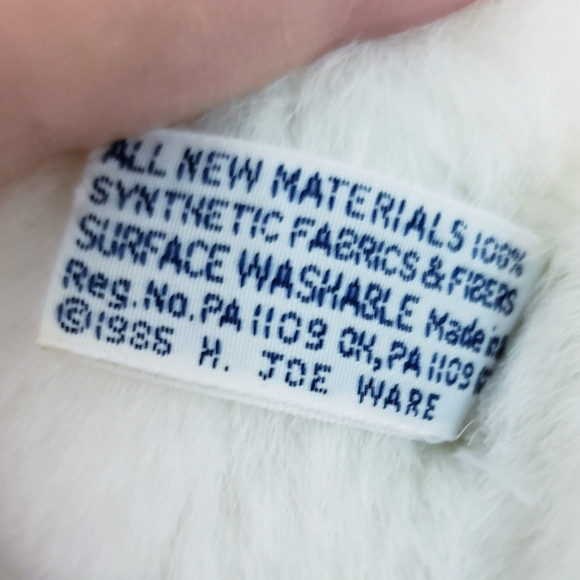 ALL NEW MATERIALS 100%
SYNTHETIC FABRICS & FIBERS
SURFACE WASHABLE Made in
Reg. No. PA 1109 OK, PA 1109
©1985 H. JOE WARE